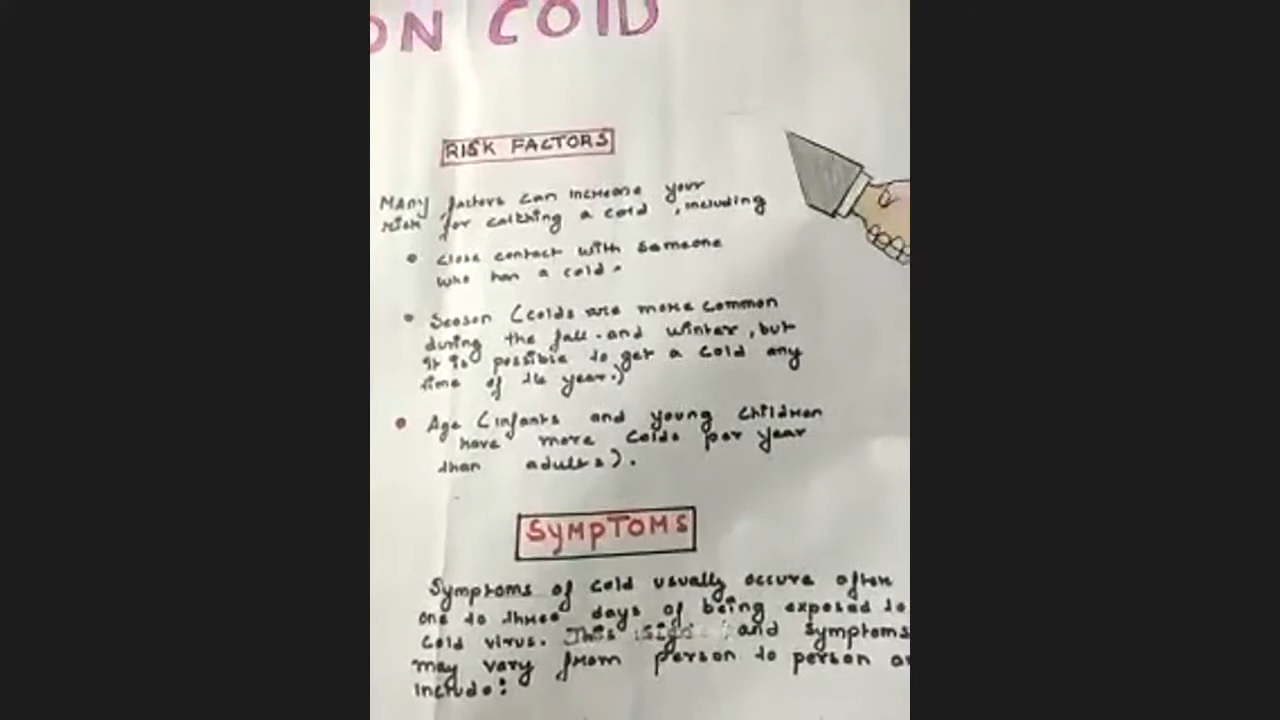 ON COLD
RISK FACTORS
Many factors can increase your
risk for catching a cold, including
• close contact with someone
who has a cold.
• Season (colds are more common
during the fall and winter, but
it is possible to get a cold any
time of the year.)
• Age (infants and young children
have more colds per year
than adults).
SYMPTOMS
Symptoms of cold usually occure often
one to three days of being exposed to
cold virus. This sign and symptoms
may vary from person to person
include: